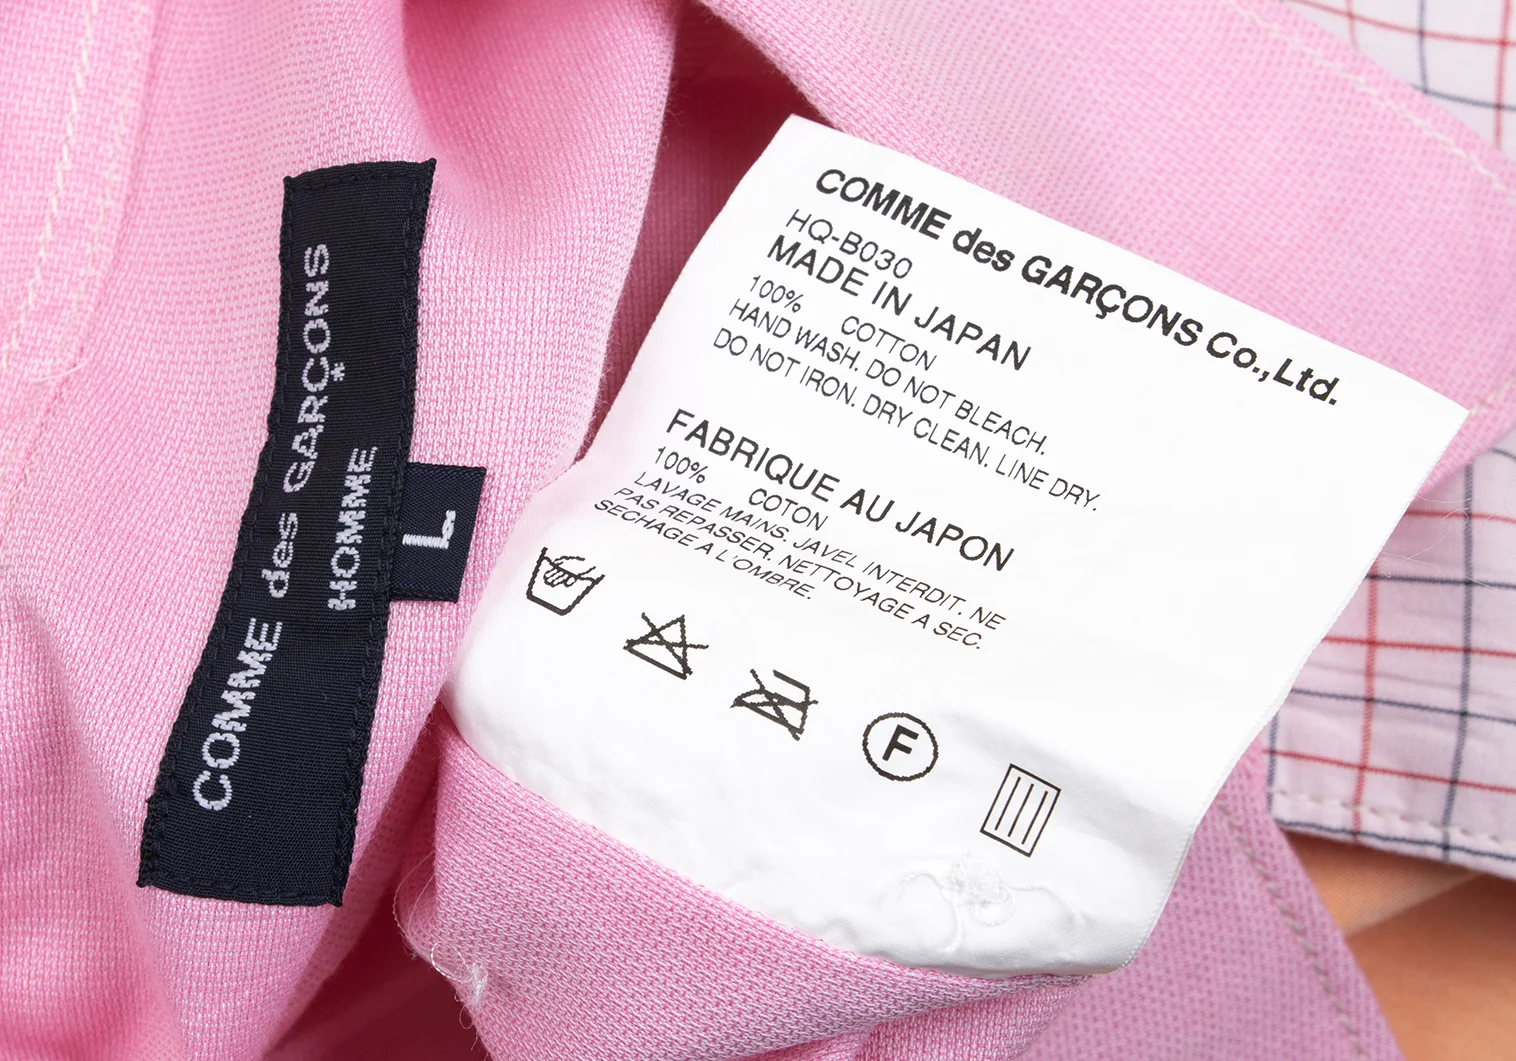 COMME des GARÇONS
HOMME
L
COMME des GARÇONS Co., Ltd.
HQ-B030
MADE IN JAPAN
100% COTTON
HAND WASH. DO NOT BLEACH.
DO NOT IRON. DRY CLEAN. LINE DRY.
FABRIQUE AU JAPON
100% COTON
LAVAGE MAINS. JAVEL INTERDIT. NE
PAS REPASSER. NETTOYAGE A SEC.
SECHAGE A L'OMBRE.
F